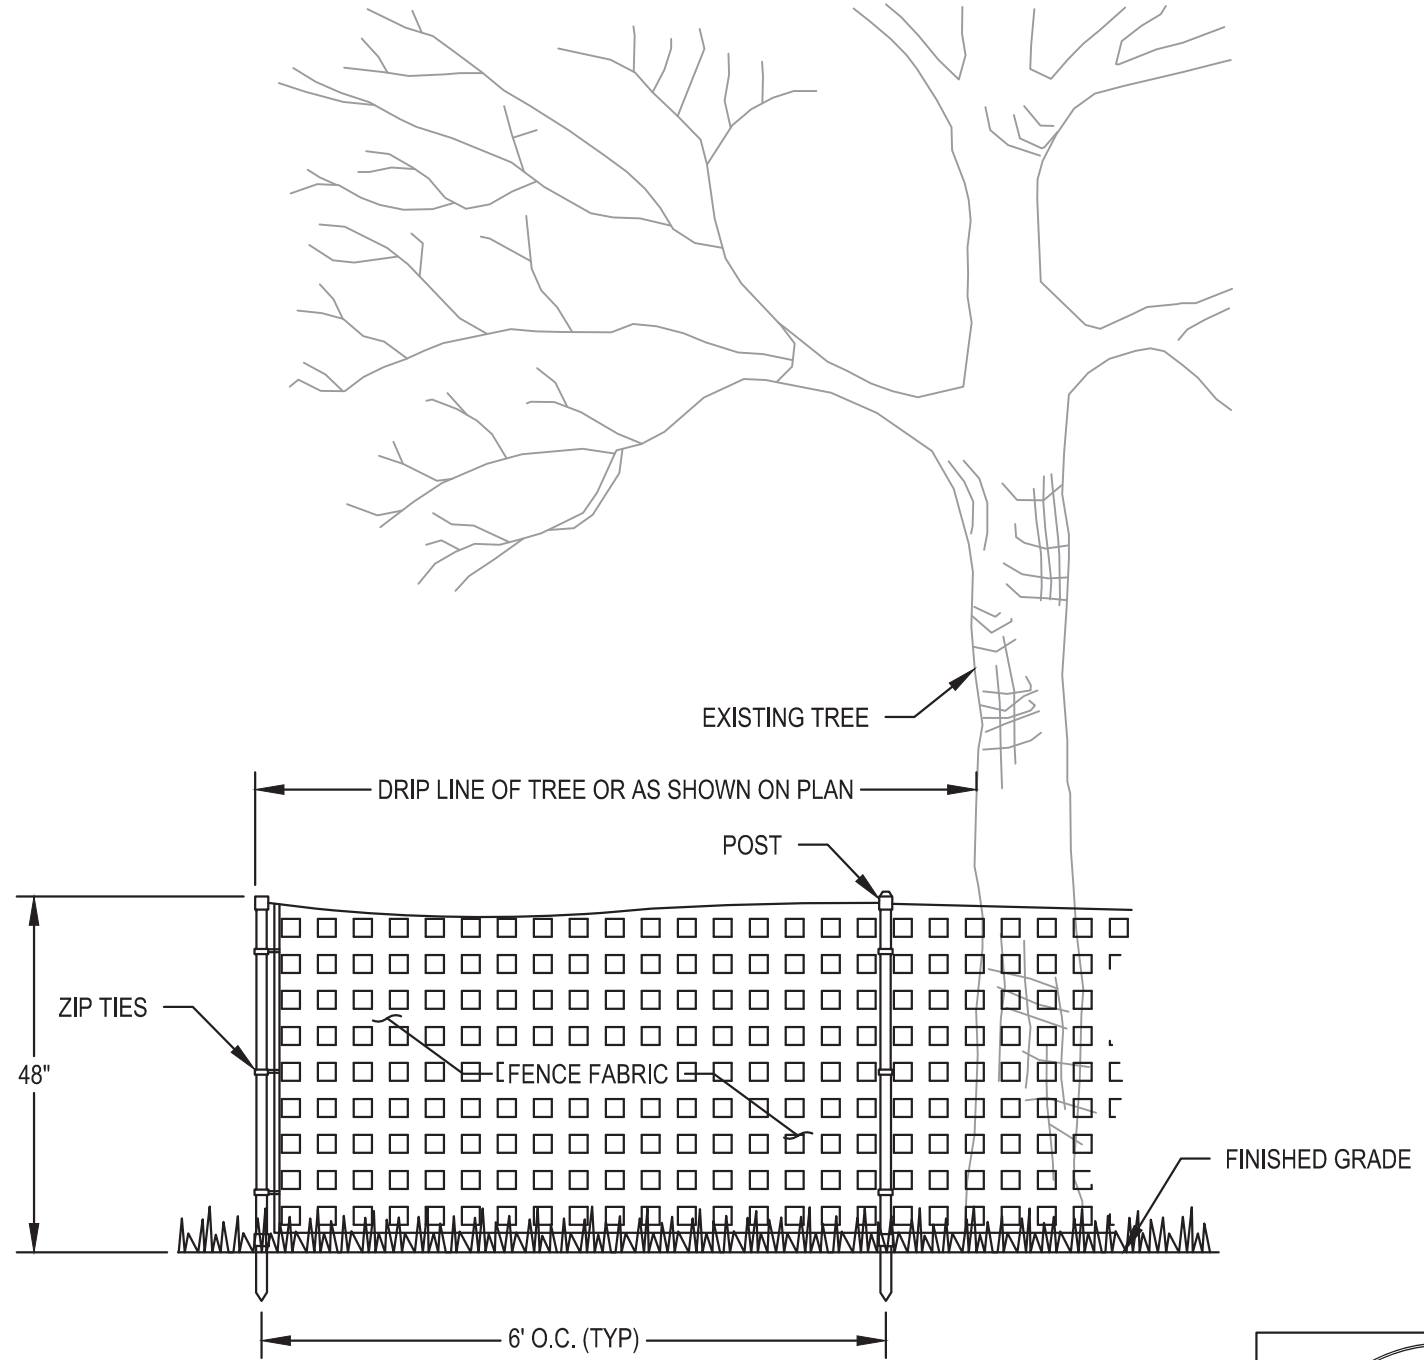 EXISTING TREE
DRIP LINE OF TREE OR AS SHOWN ON PLAN
POST
ZIP TIES
48"
FENCE FABRIC
FINISHED GRADE
6' O.C. (TYP)